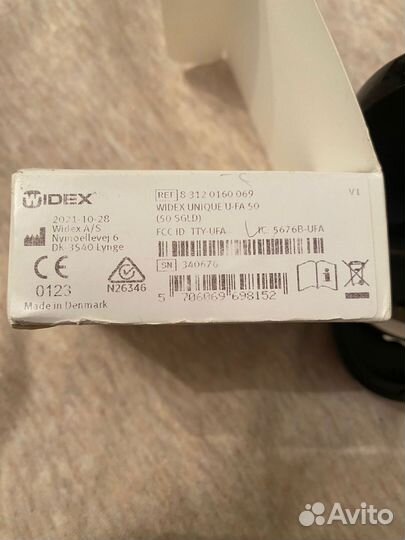 WIDEX
2021-10-28
Widex A/S
Nymoellevej 6
DK-3540 Lynge
CE
0123
Made in Denmark
N26346
REF 8 312 0160 069
WIDEX UNIQUE U-FA 50
(50 SGLD)
FCC ID: TTY-UFA IC: 5676B-UFA
SN 340676
5 706069 698152
V1
Avito